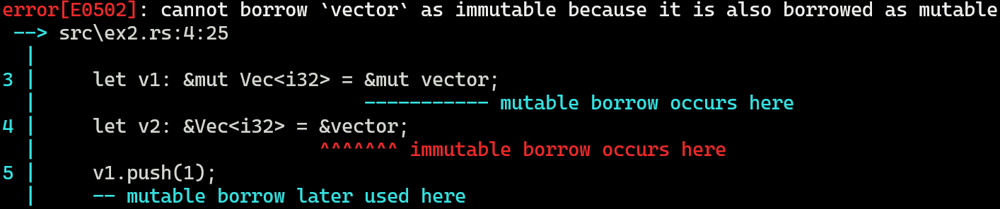 error[E0502]: cannot borrow `vector` as immutable because it is also borrowed as mutable
 --> src\ex2.rs:4:25
  |
3 |     let v1: &mut Vec<i32> = &mut vector;
  |                             ----------- mutable borrow occurs here
4 |     let v2: &Vec<i32> = &vector;
  |                         ^^^^^^^ immutable borrow occurs here
5 |     v1.push(1);
  |     -- mutable borrow later used here